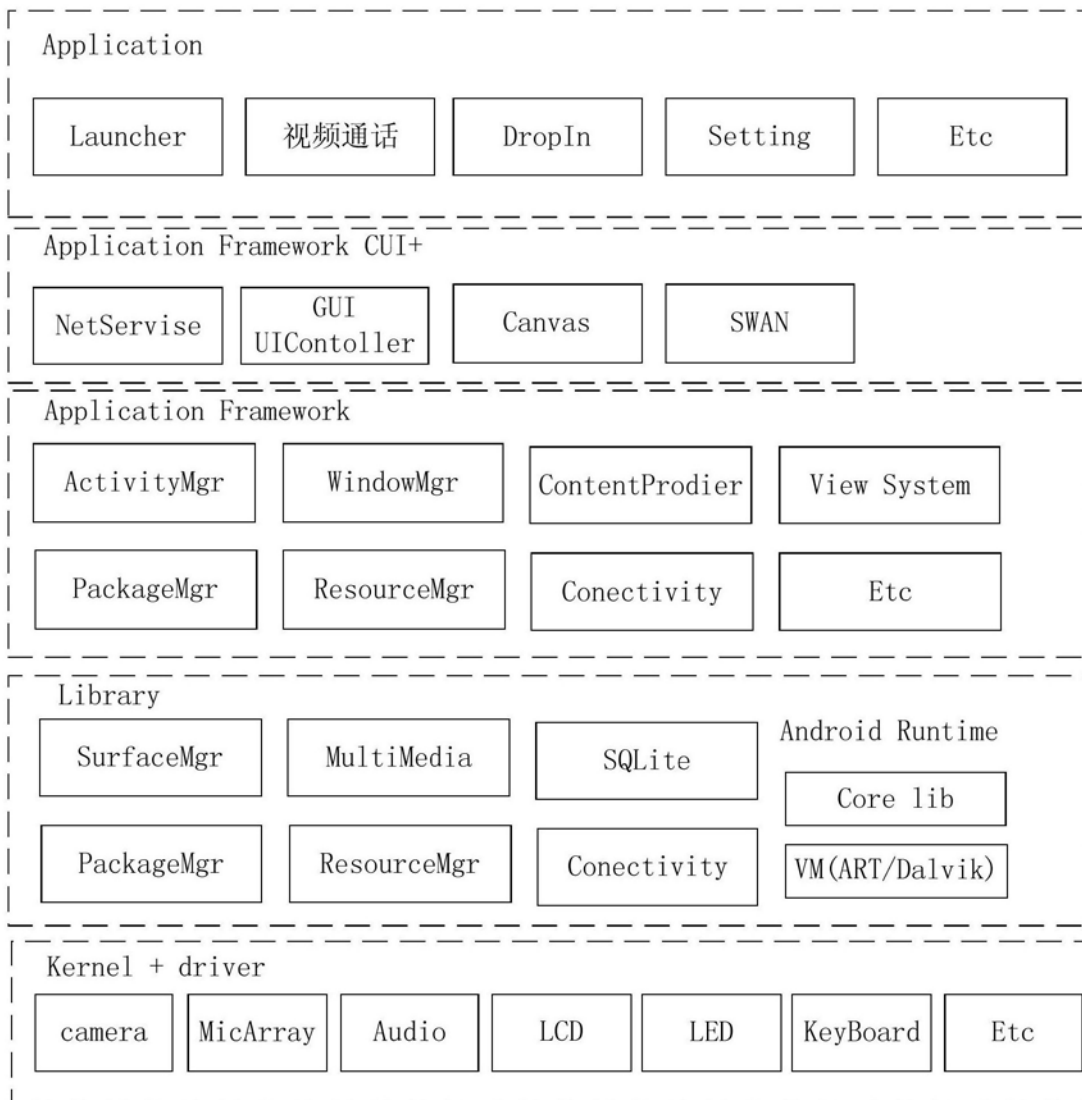 Application
Launcher
视频通话
DropIn
Setting
Etc
Application Framework CUI+
NetServise
GUI
UIContoller
Canvas
SWAN
Application Framework
ActivityMgr
WindowMgr
ContentProdier
View System
PackageMgr
ResourceMgr
Conectivity
Etc
Library
SurfaceMgr
MultiMedia
SQLite
Android Runtime
Core lib
PackageMgr
ResourceMgr
Conectivity
VM(ART/Dalvik)
Kernel + driver
camera
MicArray
Audio
LCD
LED
KeyBoard
Etc